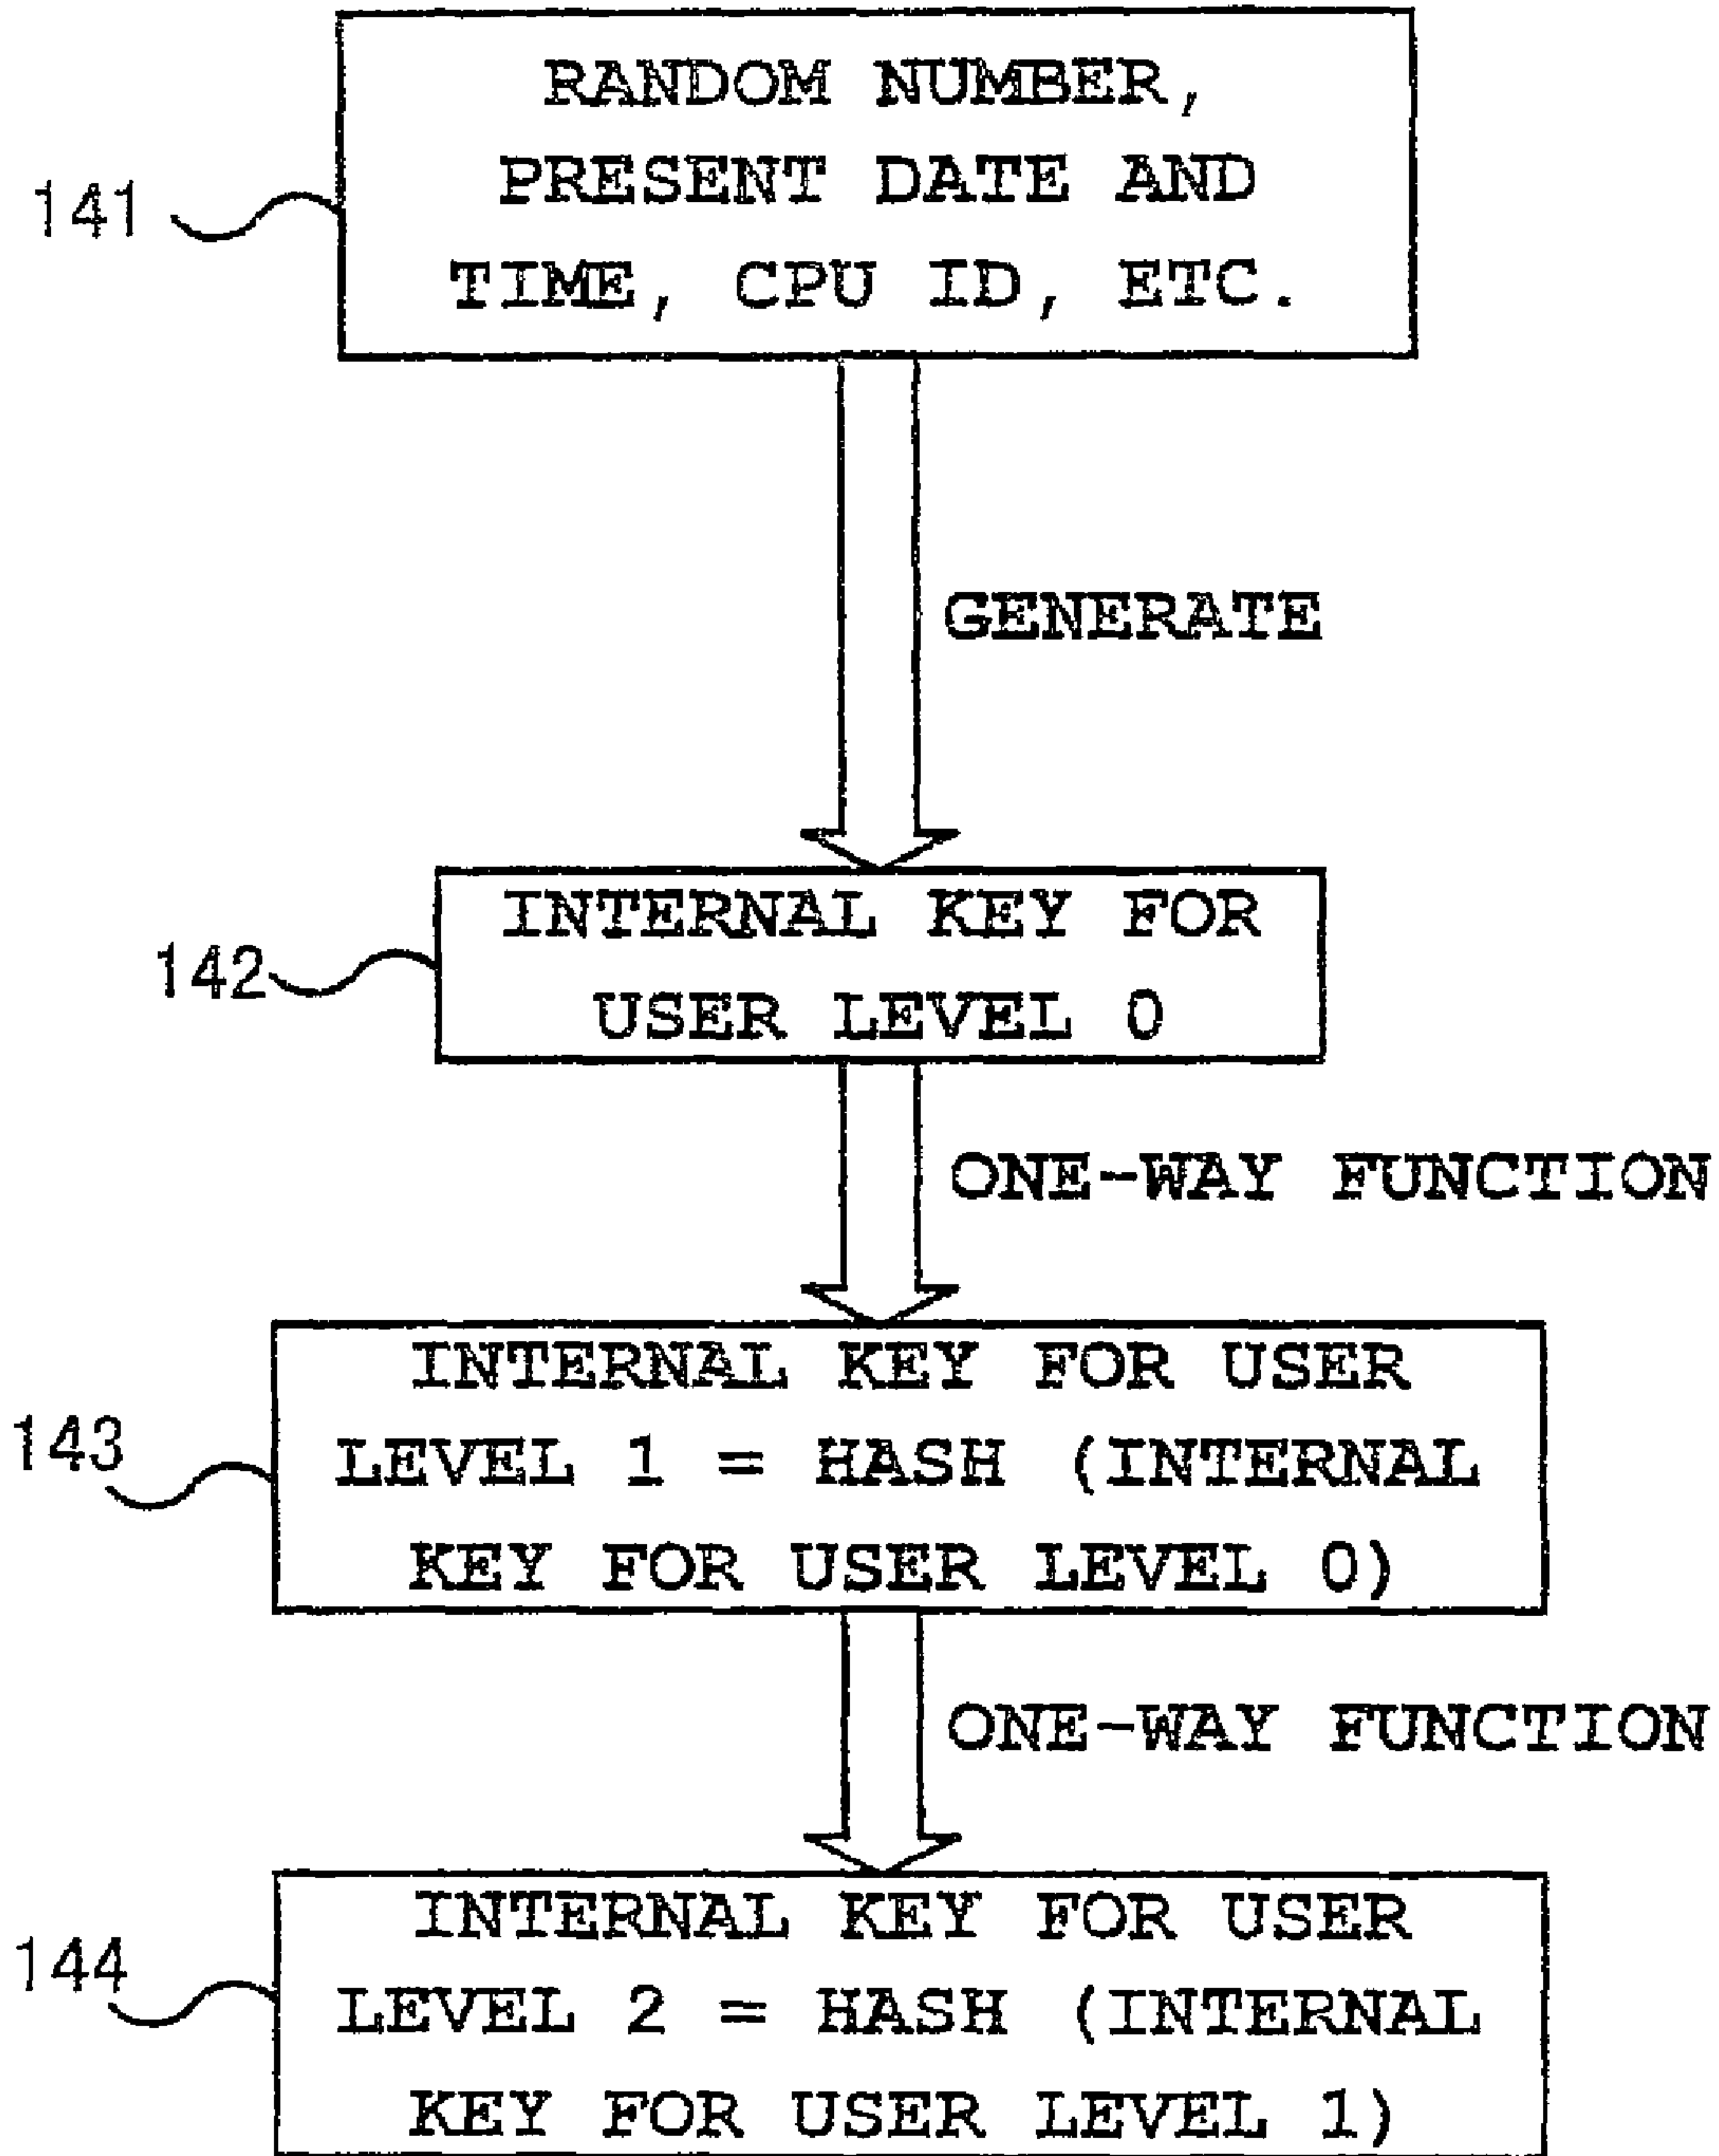 RANDOM NUMBER,
PRESENT DATE AND
TIME, CPU ID, ETC.
141
GENERATE
INTERNAL KEY FOR
USER LEVEL 0
142
ONE-WAY FUNCTION
INTERNAL KEY FOR USER
LEVEL 1 = HASH (INTERNAL
KEY FOR USER LEVEL 0)
143
ONE-WAY FUNCTION
INTERNAL KEY FOR USER
LEVEL 2 = HASH (INTERNAL
KEY FOR USER LEVEL 1)
144